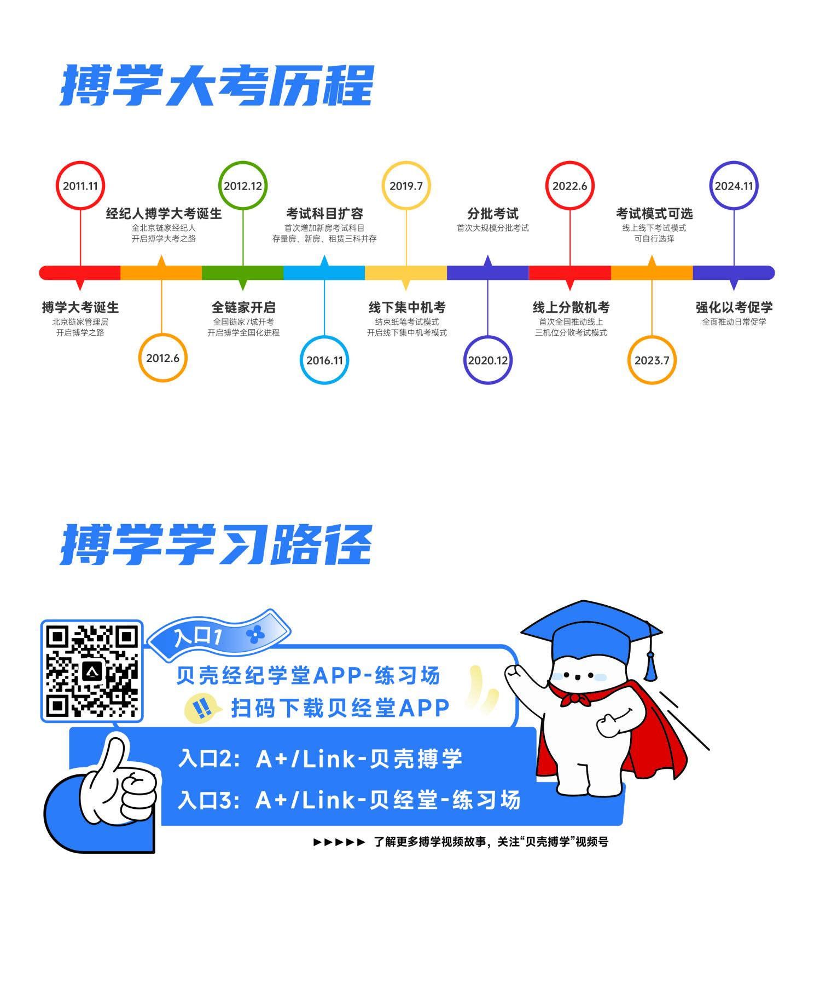 搏学大考历程
2011.11
搏学大考诞生
北京链家管理层
开启搏学之路
经纪人搏学大考诞生
全北京链家经纪人
开启搏学大考之路
2012.6
2012.12
全链家开启
全国链家7城开考
开启搏学全国化进程
考试科目扩容
首次增加新房考试科目
存量房、新房、租赁三科并存
2016.11
2019.7
线下集中机考
结束纸笔考试模式
开启线下集中机考模式
分批考试
首次大规模分批考试
2020.12
2022.6
线上分散机考
首次全国推动线上
三机位分散考试模式
考试模式可选
线上线下考试模式
可自行选择
2023.7
2024.11
强化以考促学
全面推动日常促学
搏学学习路径
入口1
贝壳经纪学堂APP-练习场
!! 扫码下载贝经堂APP
入口2: A+/Link-贝壳搏学
入口3: A+/Link-贝经堂-练习场
▶▶▶▶▶ 了解更多搏学视频故事，关注“贝壳搏学”视频号